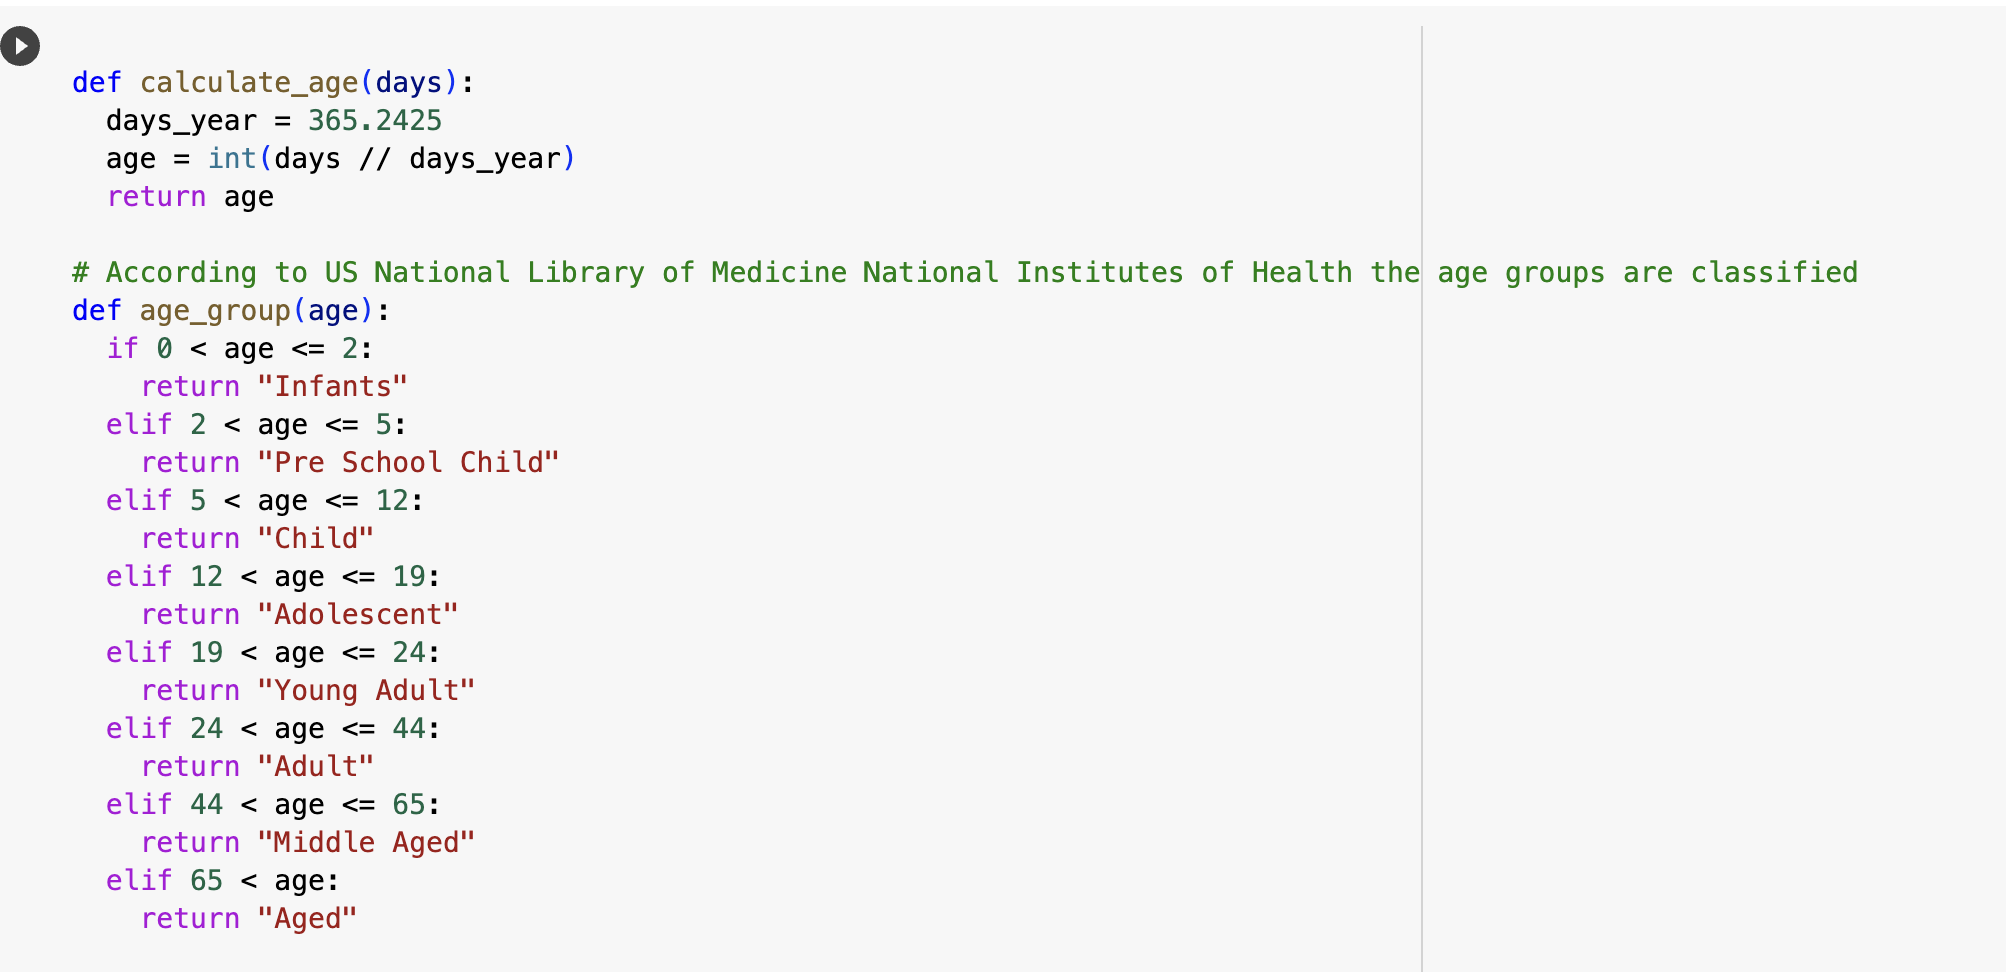 def calculate_age(days):
  days_year = 365.2425
  age = int(days // days_year)
  return age

# According to US National Library of Medicine National Institutes of Health the age groups are classified
def age_group(age):
  if 0 < age <= 2:
    return "Infants"
  elif 2 < age <= 5:
    return "Pre School Child"
  elif 5 < age <= 12:
    return "Child"
  elif 12 < age <= 19:
    return "Adolescent"
  elif 19 < age <= 24:
    return "Young Adult"
  elif 24 < age <= 44:
    return "Adult"
  elif 44 < age <= 65:
    return "Middle Aged"
  elif 65 < age:
    return "Aged"